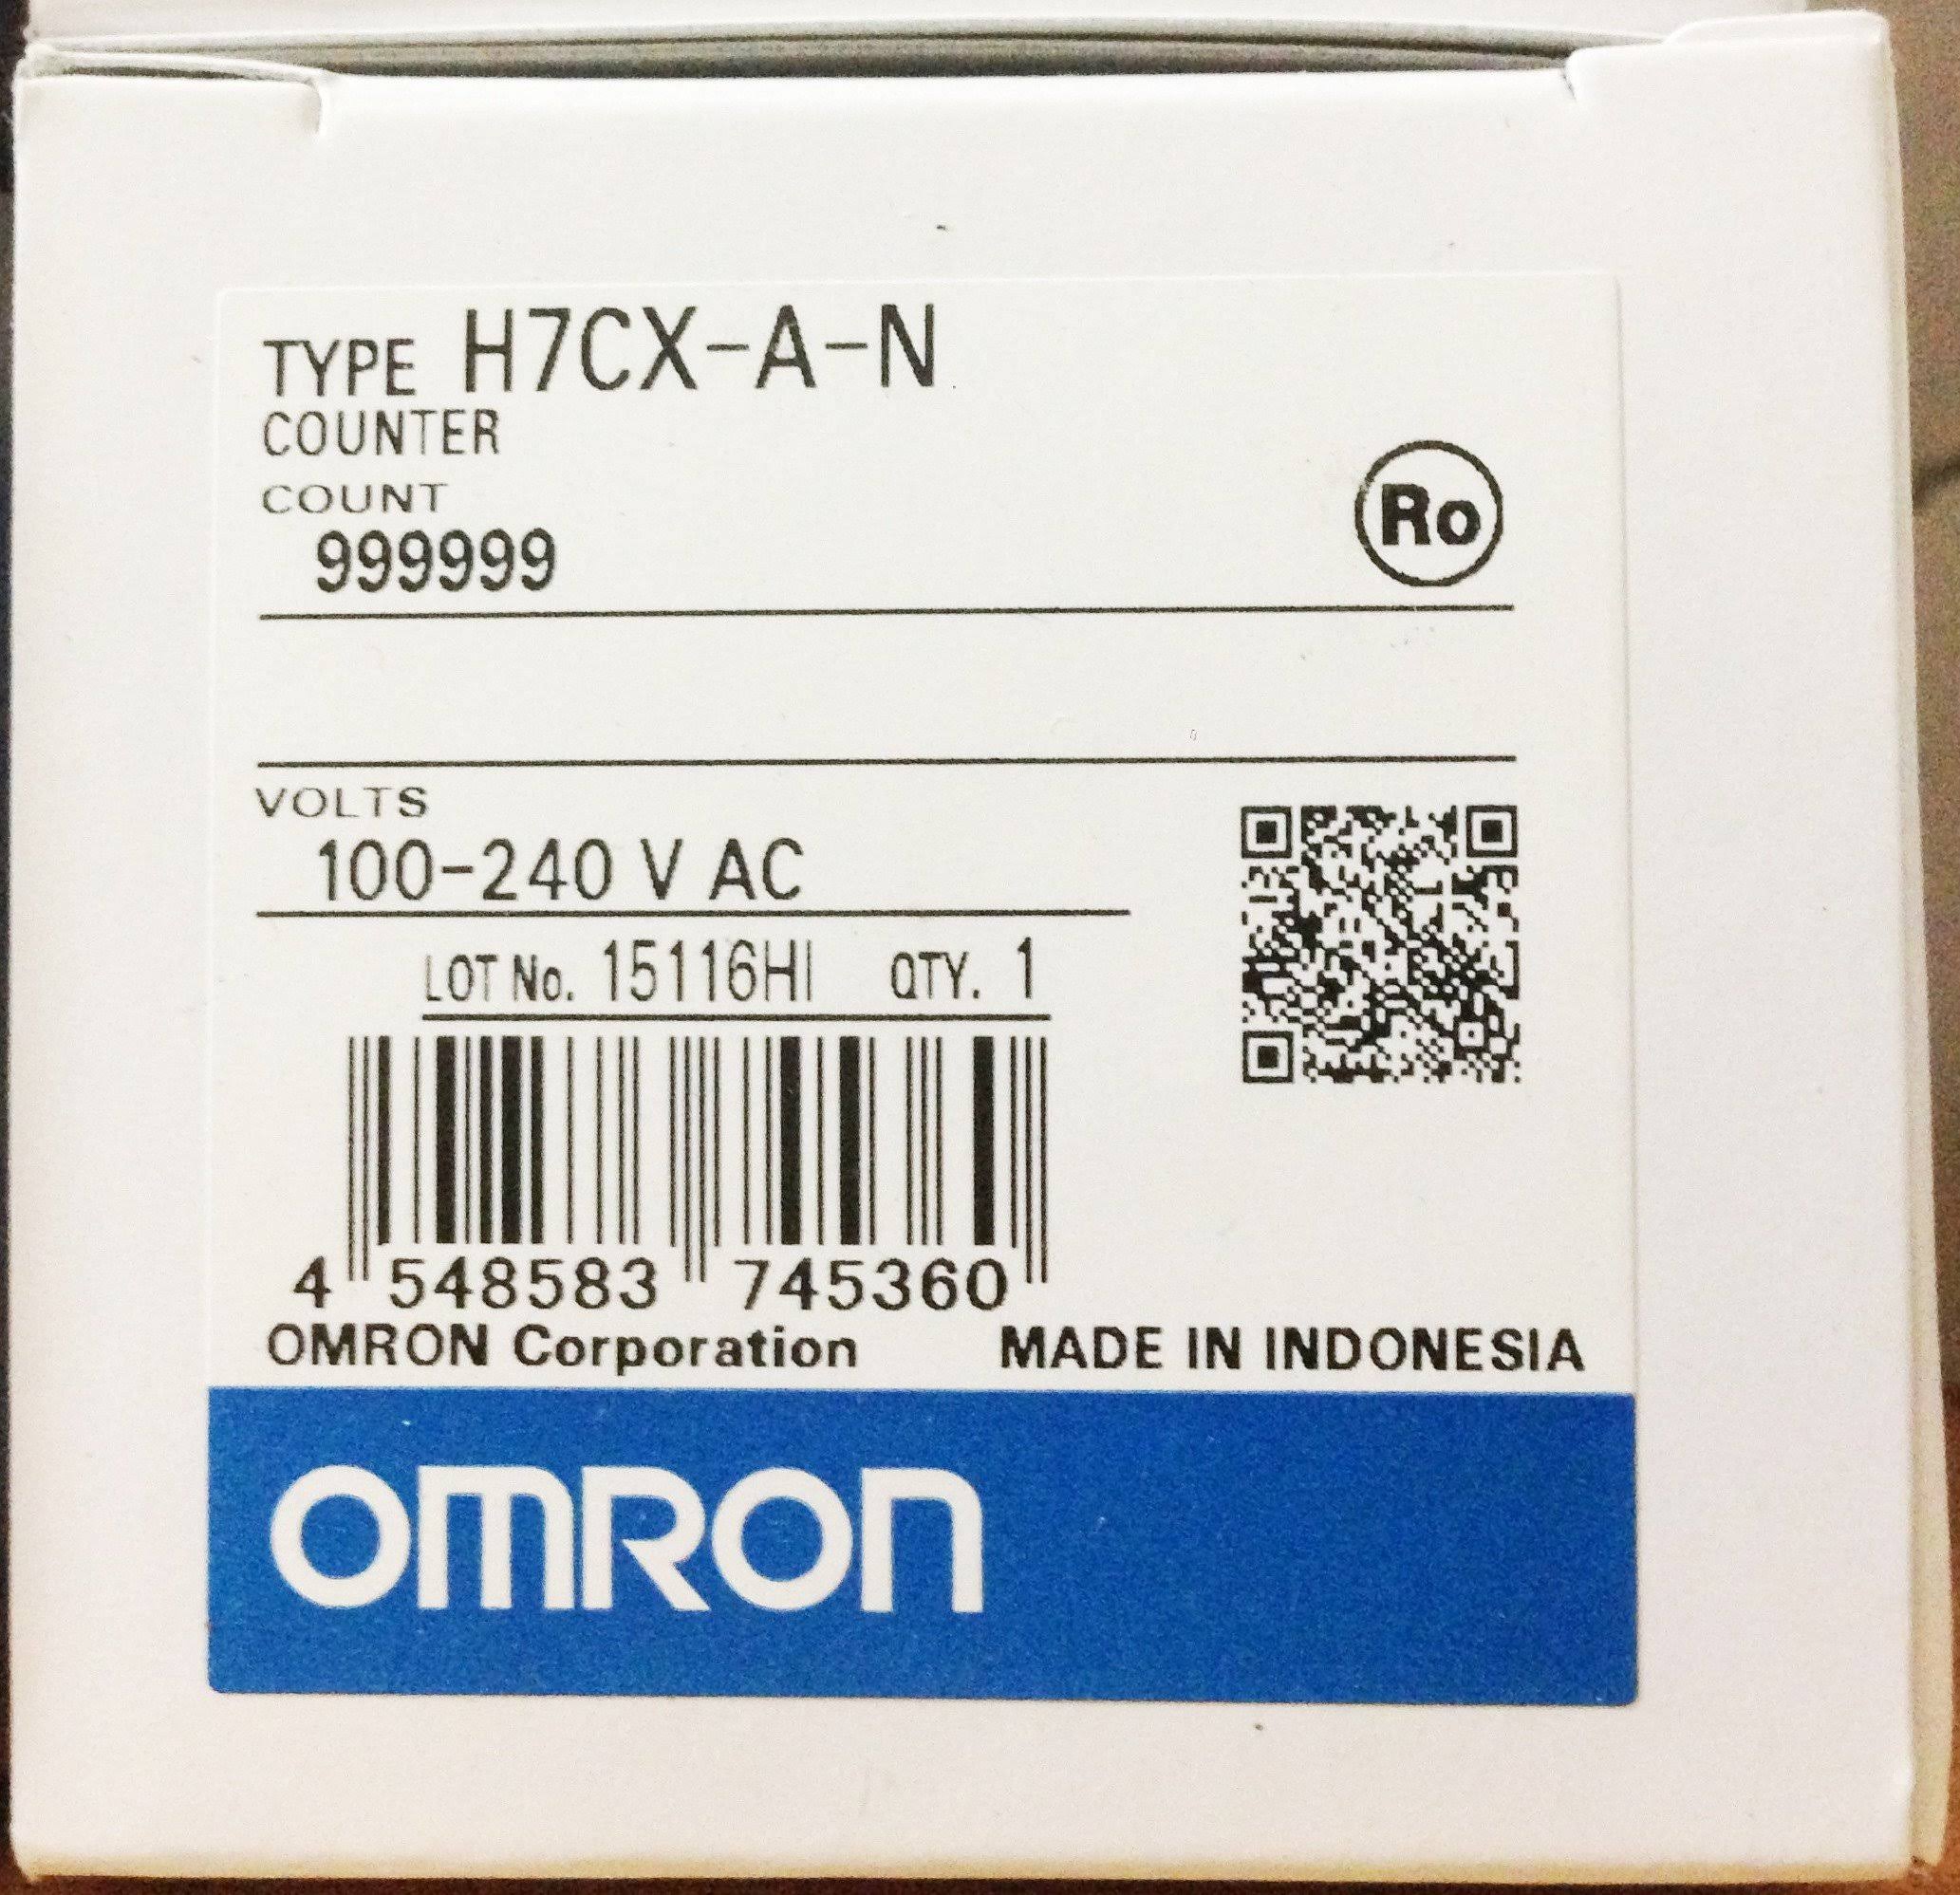 TYPE H7CX-A-N
COUNTER
COUNT
Ro
999999
VOLTS
100-240 V AC
LOT No. 15116HI QTY. 1
4 548583 745360
OMRON Corporation MADE IN INDONESIA
OMRON